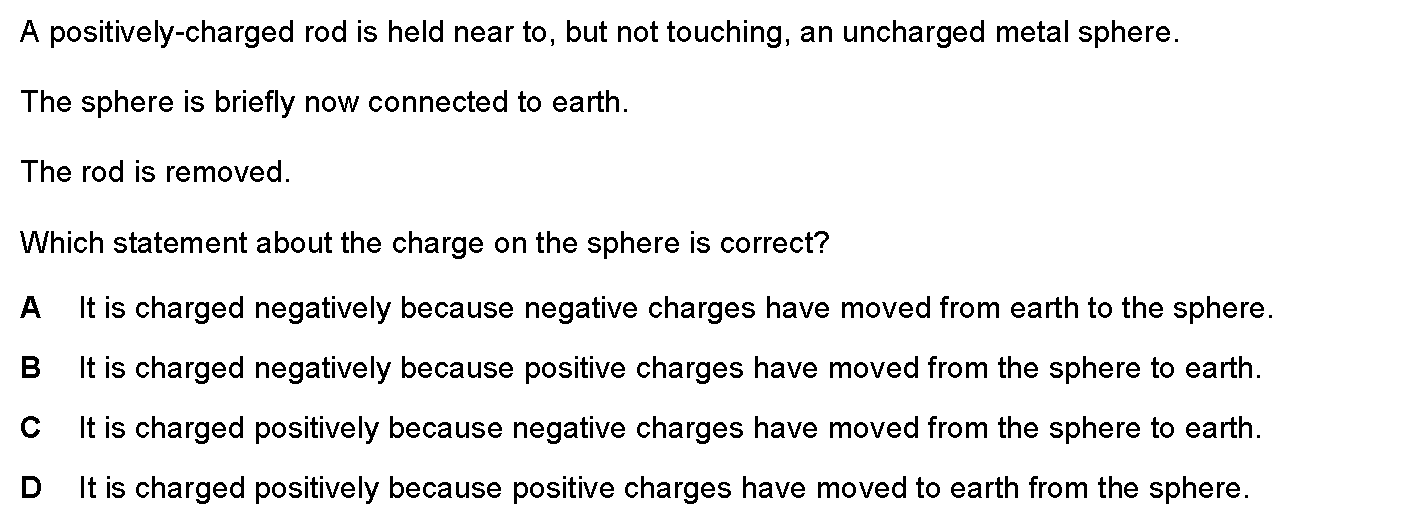 A positively-charged rod is held near to, but not touching, an uncharged metal sphere.
The sphere is briefly now connected to earth.
The rod is removed.
Which statement about the charge on the sphere is correct?
A It is charged negatively because negative charges have moved from earth to the sphere.
B It is charged negatively because positive charges have moved from the sphere to earth.
C It is charged positively because negative charges have moved from the sphere to earth.
D It is charged positively because positive charges have moved to earth from the sphere.